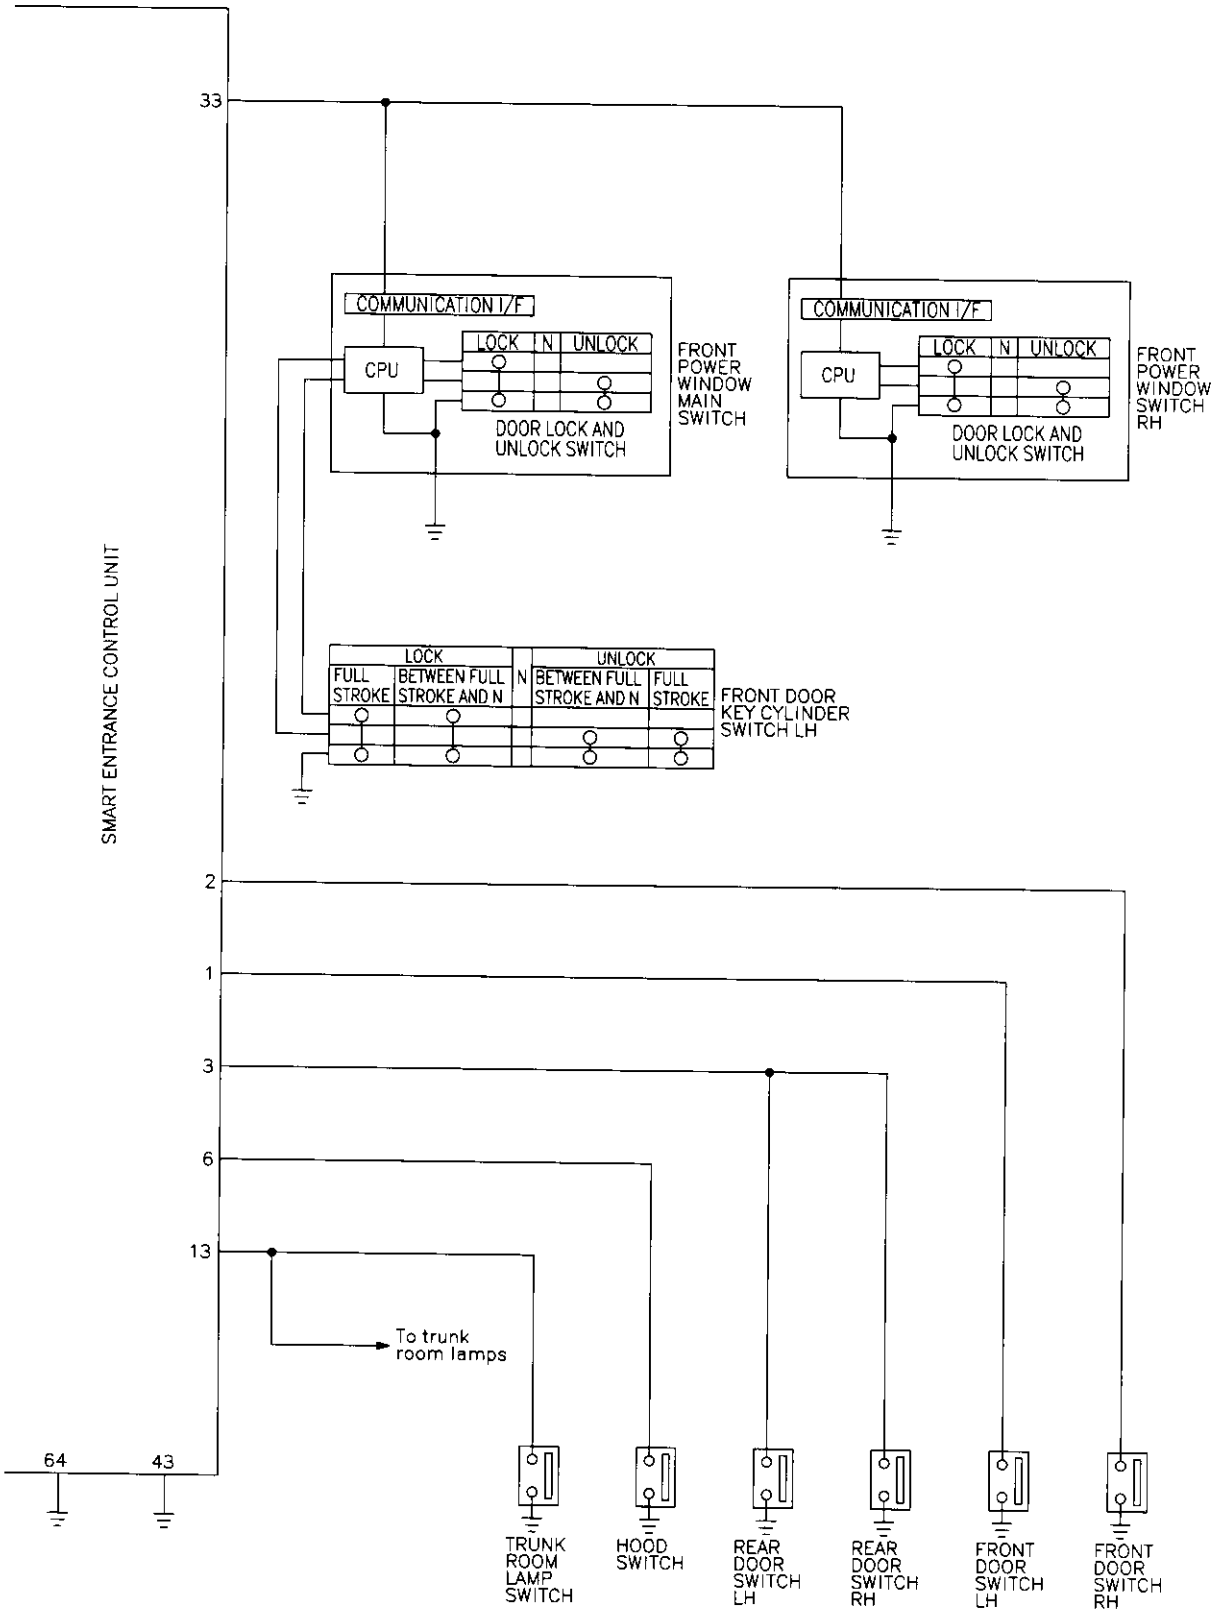 33
COMMUNICATION I/F
LOCK N UNLOCK
CPU
DOOR LOCK AND
UNLOCK SWITCH
FRONT
POWER
WINDOW
MAIN
SWITCH
COMMUNICATION I/F
LOCK N UNLOCK
CPU
DOOR LOCK AND
UNLOCK SWITCH
FRONT
POWER
WINDOW
SWITCH
RH
SMART ENTRANCE CONTROL UNIT
LOCK N UNLOCK
FULL
STROKE
BETWEEN FULL
STROKE AND N
BETWEEN FULL
STROKE AND N
FULL
STROKE
FRONT DOOR
KEY CYLINDER
SWITCH LH
2
1
3
6
13
To trunk
room lamps
64
43
TRUNK
ROOM
LAMP
SWITCH
HOOD
SWITCH
REAR
DOOR
SWITCH
LH
REAR
DOOR
SWITCH
RH
FRONT
DOOR
SWITCH
LH
FRONT
DOOR
SWITCH
RH